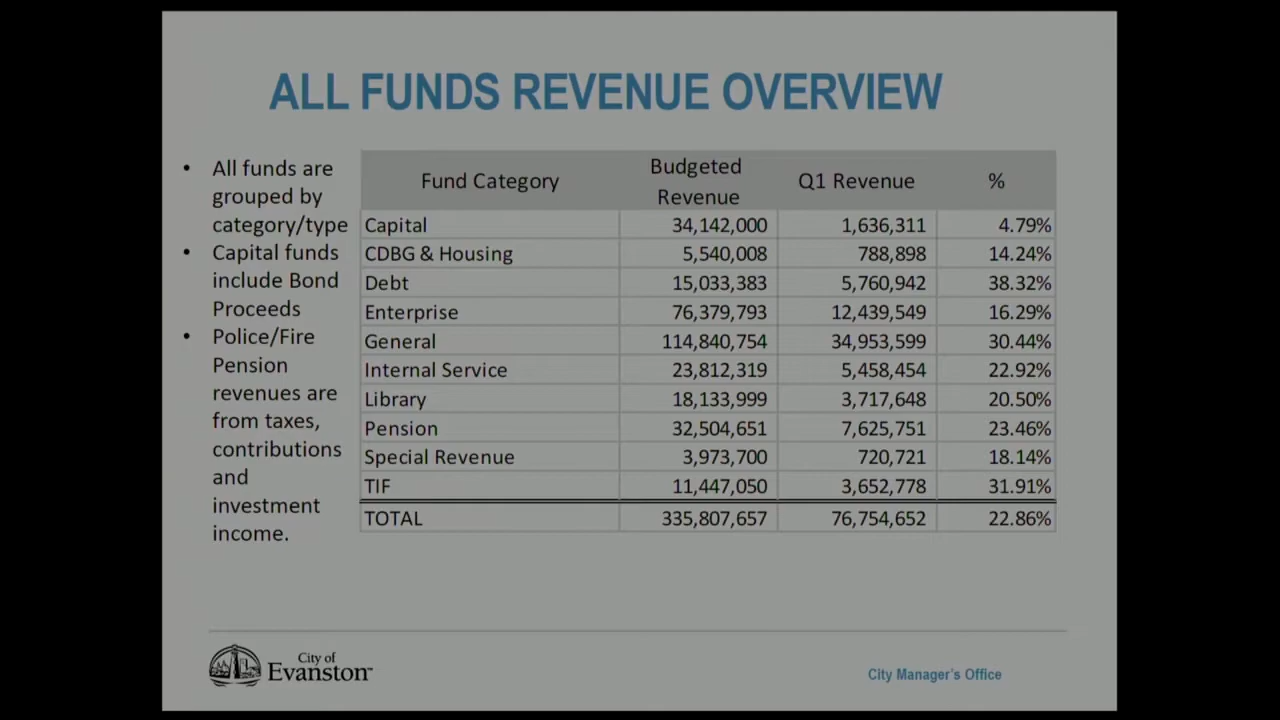 ALL FUNDS REVENUE OVERVIEW
• All funds are
grouped by
category/type
• Capital funds
include Bond
Proceeds
• Police/Fire
Pension
revenues are
from taxes,
contributions
and
investment
income.
Fund Category Budgeted Revenue Q1 Revenue %
Capital 34,142,000 1,636,311 4.79%
CDBG & Housing 5,540,008 788,898 14.24%
Debt 15,033,383 5,760,942 38.32%
Enterprise 76,379,793 12,439,549 16.29%
General 114,840,754 34,953,599 30.44%
Internal Service 23,812,319 5,458,454 22.92%
Library 18,133,999 3,717,648 20.50%
Pension 32,504,651 7,625,751 23.46%
Special Revenue 3,973,700 720,721 18.14%
TIF 11,447,050 3,652,778 31.91%
TOTAL 335,807,657 76,754,652 22.86%
City of
Evanston™
City Manager's Office